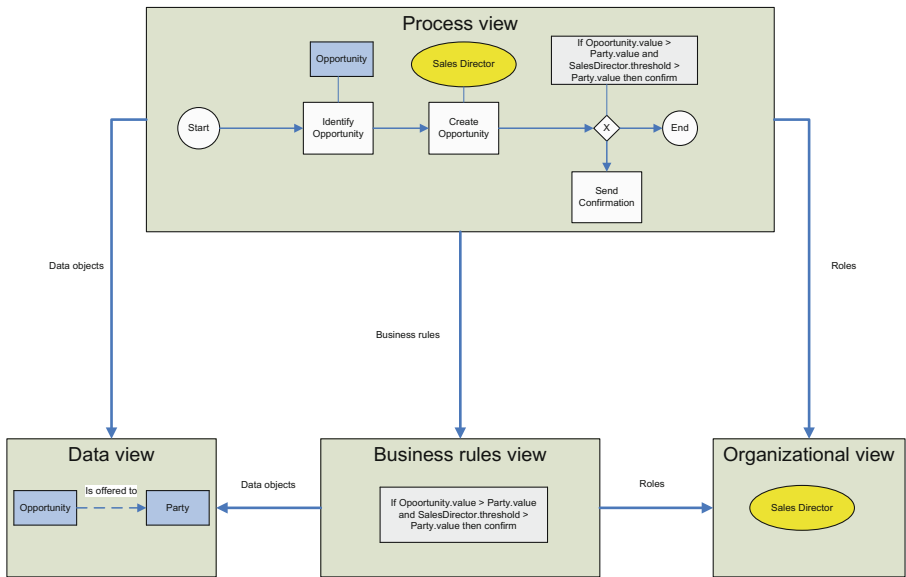 Process view
Opportunity
Sales Director
If Opoortunity.value >
Party.value and
SalesDirector.threshold >
Party.value then confirm
Start
Identify
Opportunity
Create
Opportunity
X
End
Send
Confirmation
Data objects
Roles
Business rules
Data view
Business rules view
Organizational view
Opportunity
Is offered to
Party
Data objects
If Opoortunity.value > Party.value
and SalesDirector.threshold >
Party.value then confirm
Roles
Sales Director